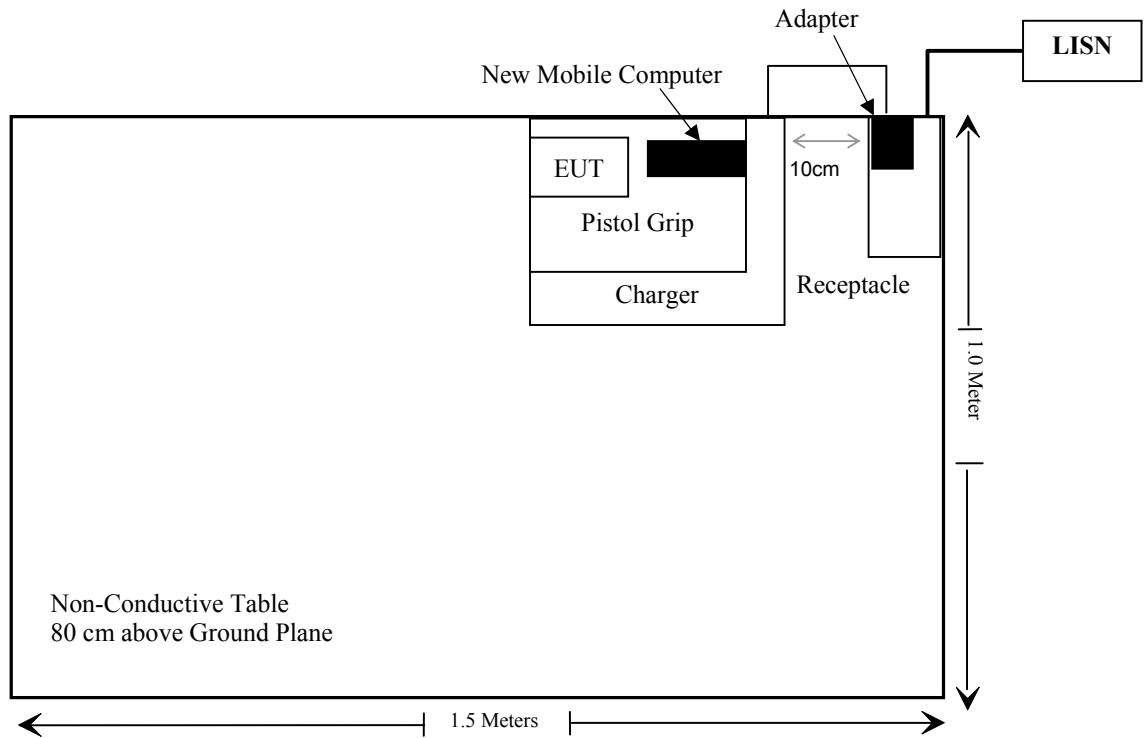 Adapter
LISN
New Mobile Computer
EUT
10cm
Pistol Grip
Receptacle
Charger
1.0 Meter
Non-Conductive Table
80 cm above Ground Plane
1.5 Meters